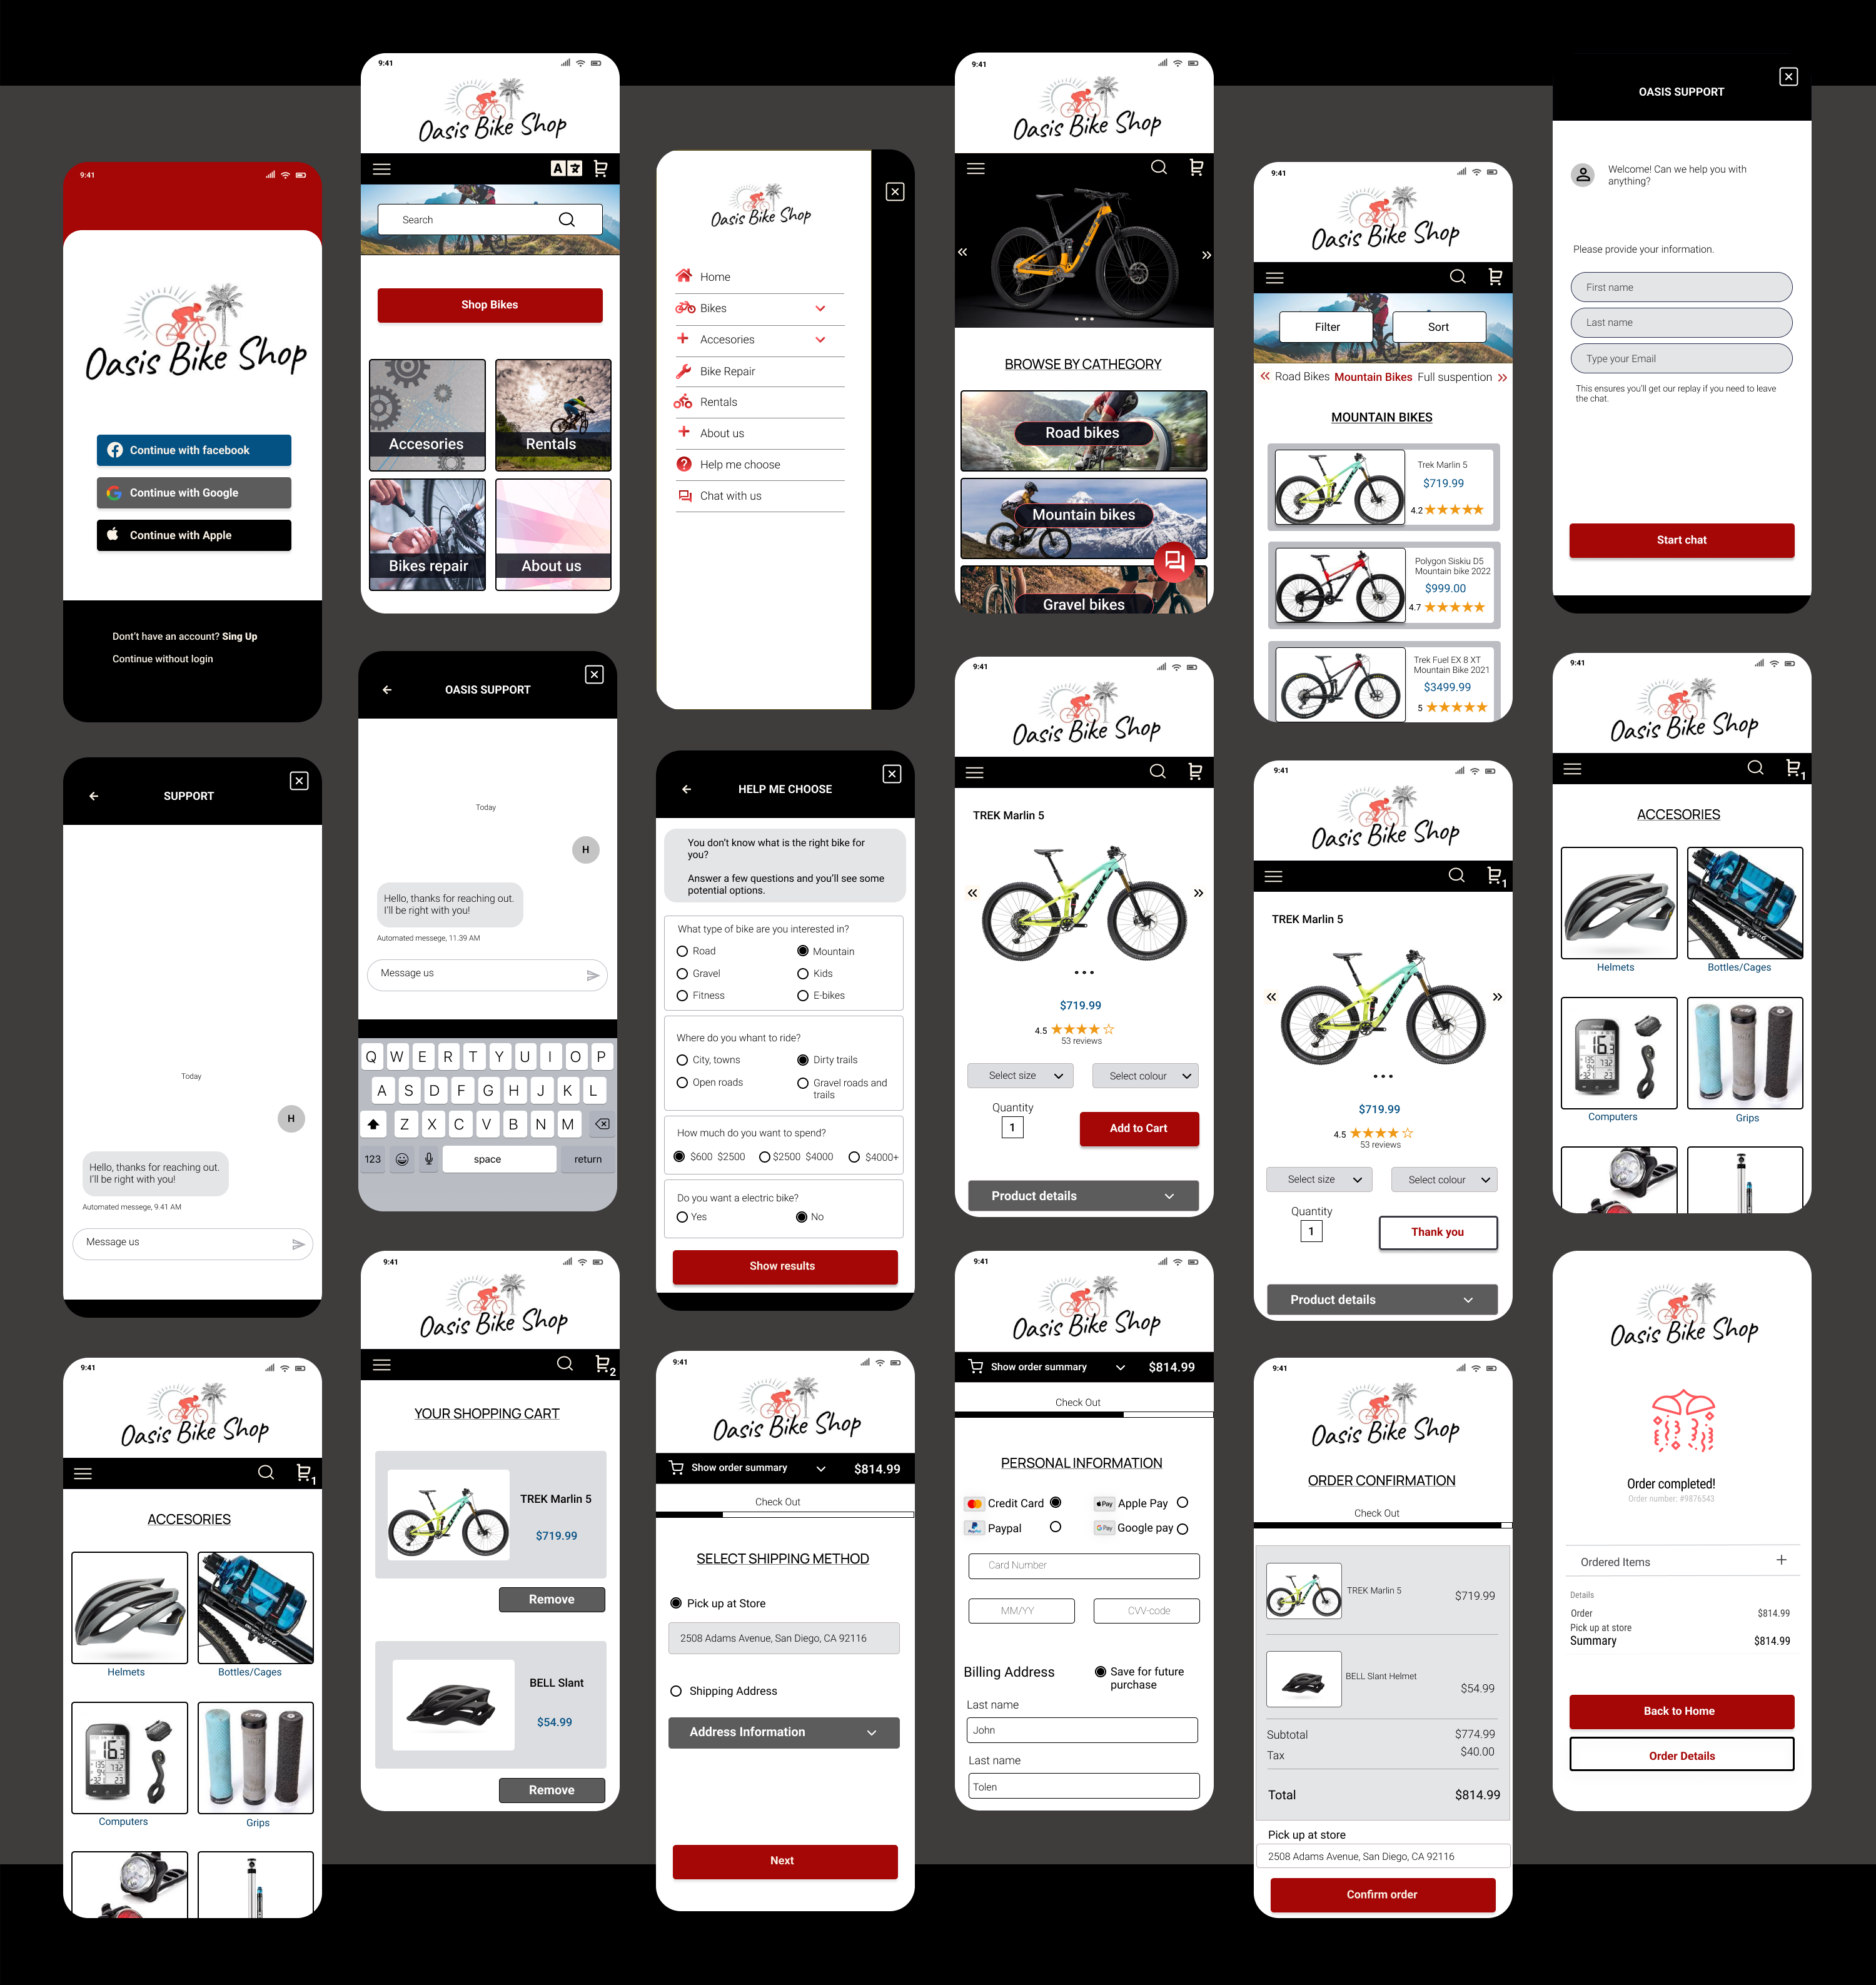 9:41
Oasis Bike Shop
Continue with facebook
Continue with Google
Continue with Apple
Dont't have an account? Sing Up
Continue without login
SUPPORT
Today
H
Hello, thanks for reaching out.
I'll be right with you!
Automated messege, 9.41 AM
Message us
9:41
Oasis Bike Shop
1
ACCESORIES
Helmets
Bottles/Cages
Computers
Grips
9:41
Oasis Bike Shop
A
Search
Shop Bikes
Accesories
Rentals
Bikes repair
About us
OASIS SUPPORT
Today
H
Hello, thanks for reaching out.
I'll be right with you!
Automated messege, 11.39 AM
Message us
Q W E R T Y U I O P
A S D F G H J K L
Z X C V B N M
123 space return
9:41
Oasis Bike Shop
2
YOUR SHOPPING CART
TREK Marlin 5
$719.99
Remove
BELL Slant
$54.99
Remove
Oasis Bike Shop
Home
Bikes
Accesories
Bike Repair
Rentals
About us
Help me choose
Chat with us
HELP ME CHOOSE
You don't know what is the right bike for
you?
Answer a few questions and you'll see some
potential options.
What type of bike are you interested in?
Road Mountain
Gravel Kids
Fitness E-bikes
Where do you whant to ride?
City, towns Dirty trails
Open roads Gravel roads and
trails
How much do you want to spend?
$600 $2500 $2500 $4000 $4000+
Do you want a electric bike?
Yes No
Show results
9:41
Oasis Bike Shop
Show order summary $814.99
Check Out
SELECT SHIPPING METHOD
Pick up at Store
2508 Adams Avenue, San Diego, CA 92116
Shipping Address
Address Information
Next
9:41
Oasis Bike Shop
BROWSE BY CATHEGORY
Road bikes
Mountain bikes
Gravel bikes
9:41
Oasis Bike Shop
TREK Marlin 5
TREK
$719.99
4.5
53 reviews
Select size Select colour
Quantity
1
Add to Cart
Product details
9:41
Oasis Bike Shop
Show order summary $814.99
Check Out
PERSONAL INFORMATION
Credit Card Pay Apple Pay
PayPal Paypal G Pay Google pay
Card Number
MM/YY CVV-code
Billing Address Save for future
purchase
Last name
John
Last name
Tolen
9:41
Oasis Bike Shop
Filter Sort
Road Bikes Mountain Bikes Full suspention
MOUNTAIN BIKES
Trek Marlin 5
$719.99
4.2
Polygon Siskiu D5
Mountain bike 2022
$999.00
4.7
Trek Fuel EX 8 XT
Mountain Bike 2021
$3499.99
5
9:41
Oasis Bike Shop
1
TREK Marlin 5
TREK
$719.99
4.5
53 reviews
Select size Select colour
Quantity
1
Thank you
Product details
9:41
Oasis Bike Shop
ORDER CONFIRMATION
Check Out
TREK Marlin 5 $719.99
BELL Slant Helmet $54.99
Subtotal $774.99
Tax $40.00
Total $814.99
Pick up at store
2508 Adams Avenue, San Diego, CA 92116
Confirm order
OASIS SUPPORT
Welcome! Can we help you with
anything?
Please provide your information.
First name
Last name
Type your Email
This ensures you'll get our replay if you need to leave
the chat.
Start chat
9:41
Oasis Bike Shop
1
ACCESORIES
Helmets
Bottles/Cages
Computers
Grips
Oasis Bike Shop
Order completed!
Order number: #9876543
Ordered Items
Details
Order $814.99
Pick up at store
Summary $814.99
Back to Home
Order Details